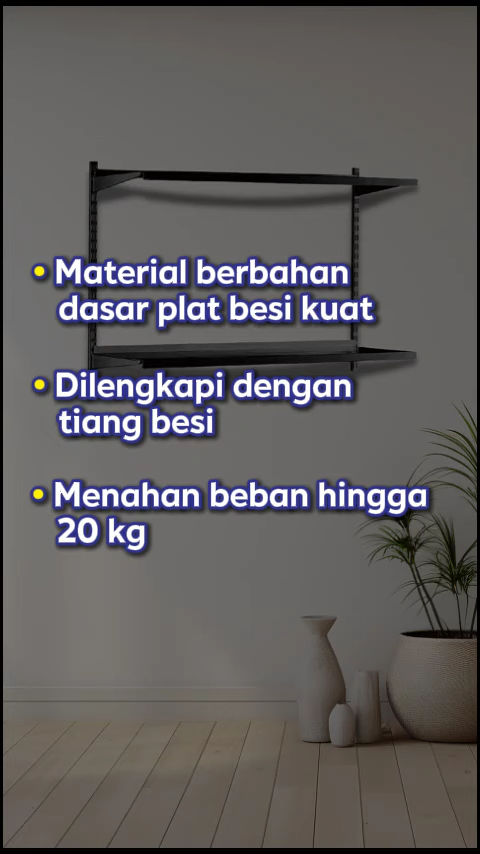 • Material berbahan
dasar plat besi kuat
• Dilengkapi dengan
tiang besi
• Menahan beban hingga
20 kg